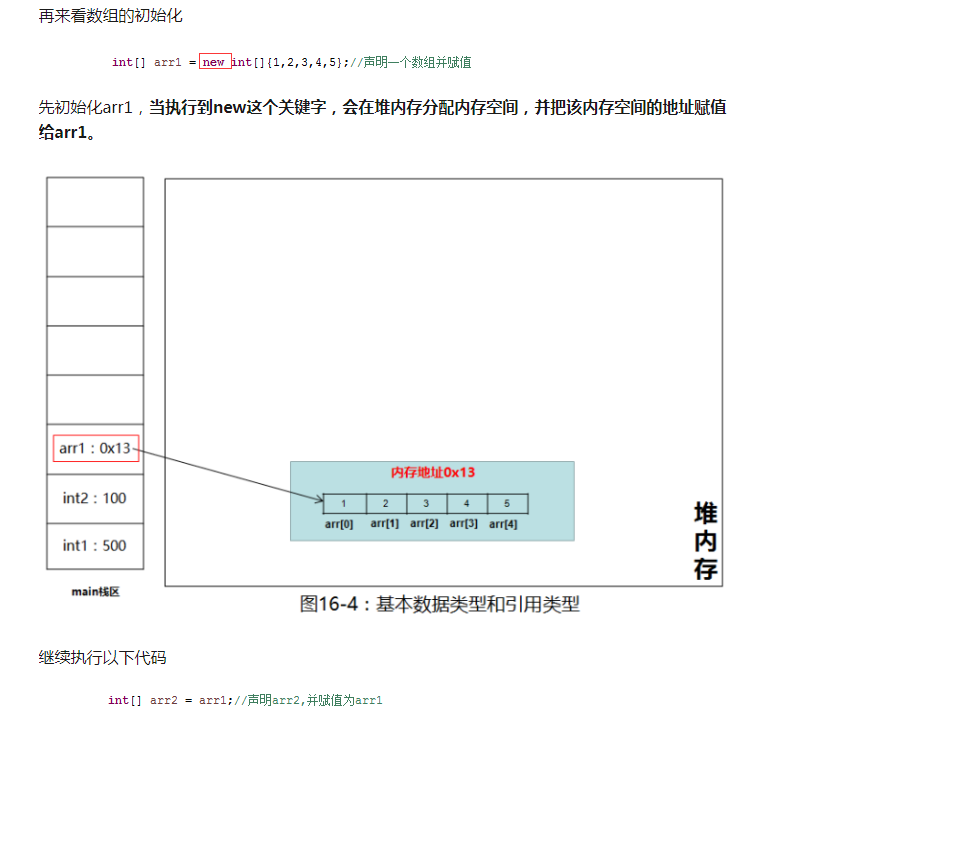 再来看数组的初始化
int[] arr1 = new int[]{1,2,3,4,5};//声明一个数组并赋值
先初始化arr1，当执行到new这个关键字，会在堆内存分配内存空间，并把该内存空间的地址赋值
给arr1。
arr1：0x13
int2：100
int1：500
main栈区
内存地址0x13
1 2 3 4 5
arr[0] arr[1] arr[2] arr[3] arr[4]
堆
内
存
图16-4：基本数据类型和引用类型
继续执行以下代码
int[] arr2 = arr1;//声明arr2,并赋值为arr1